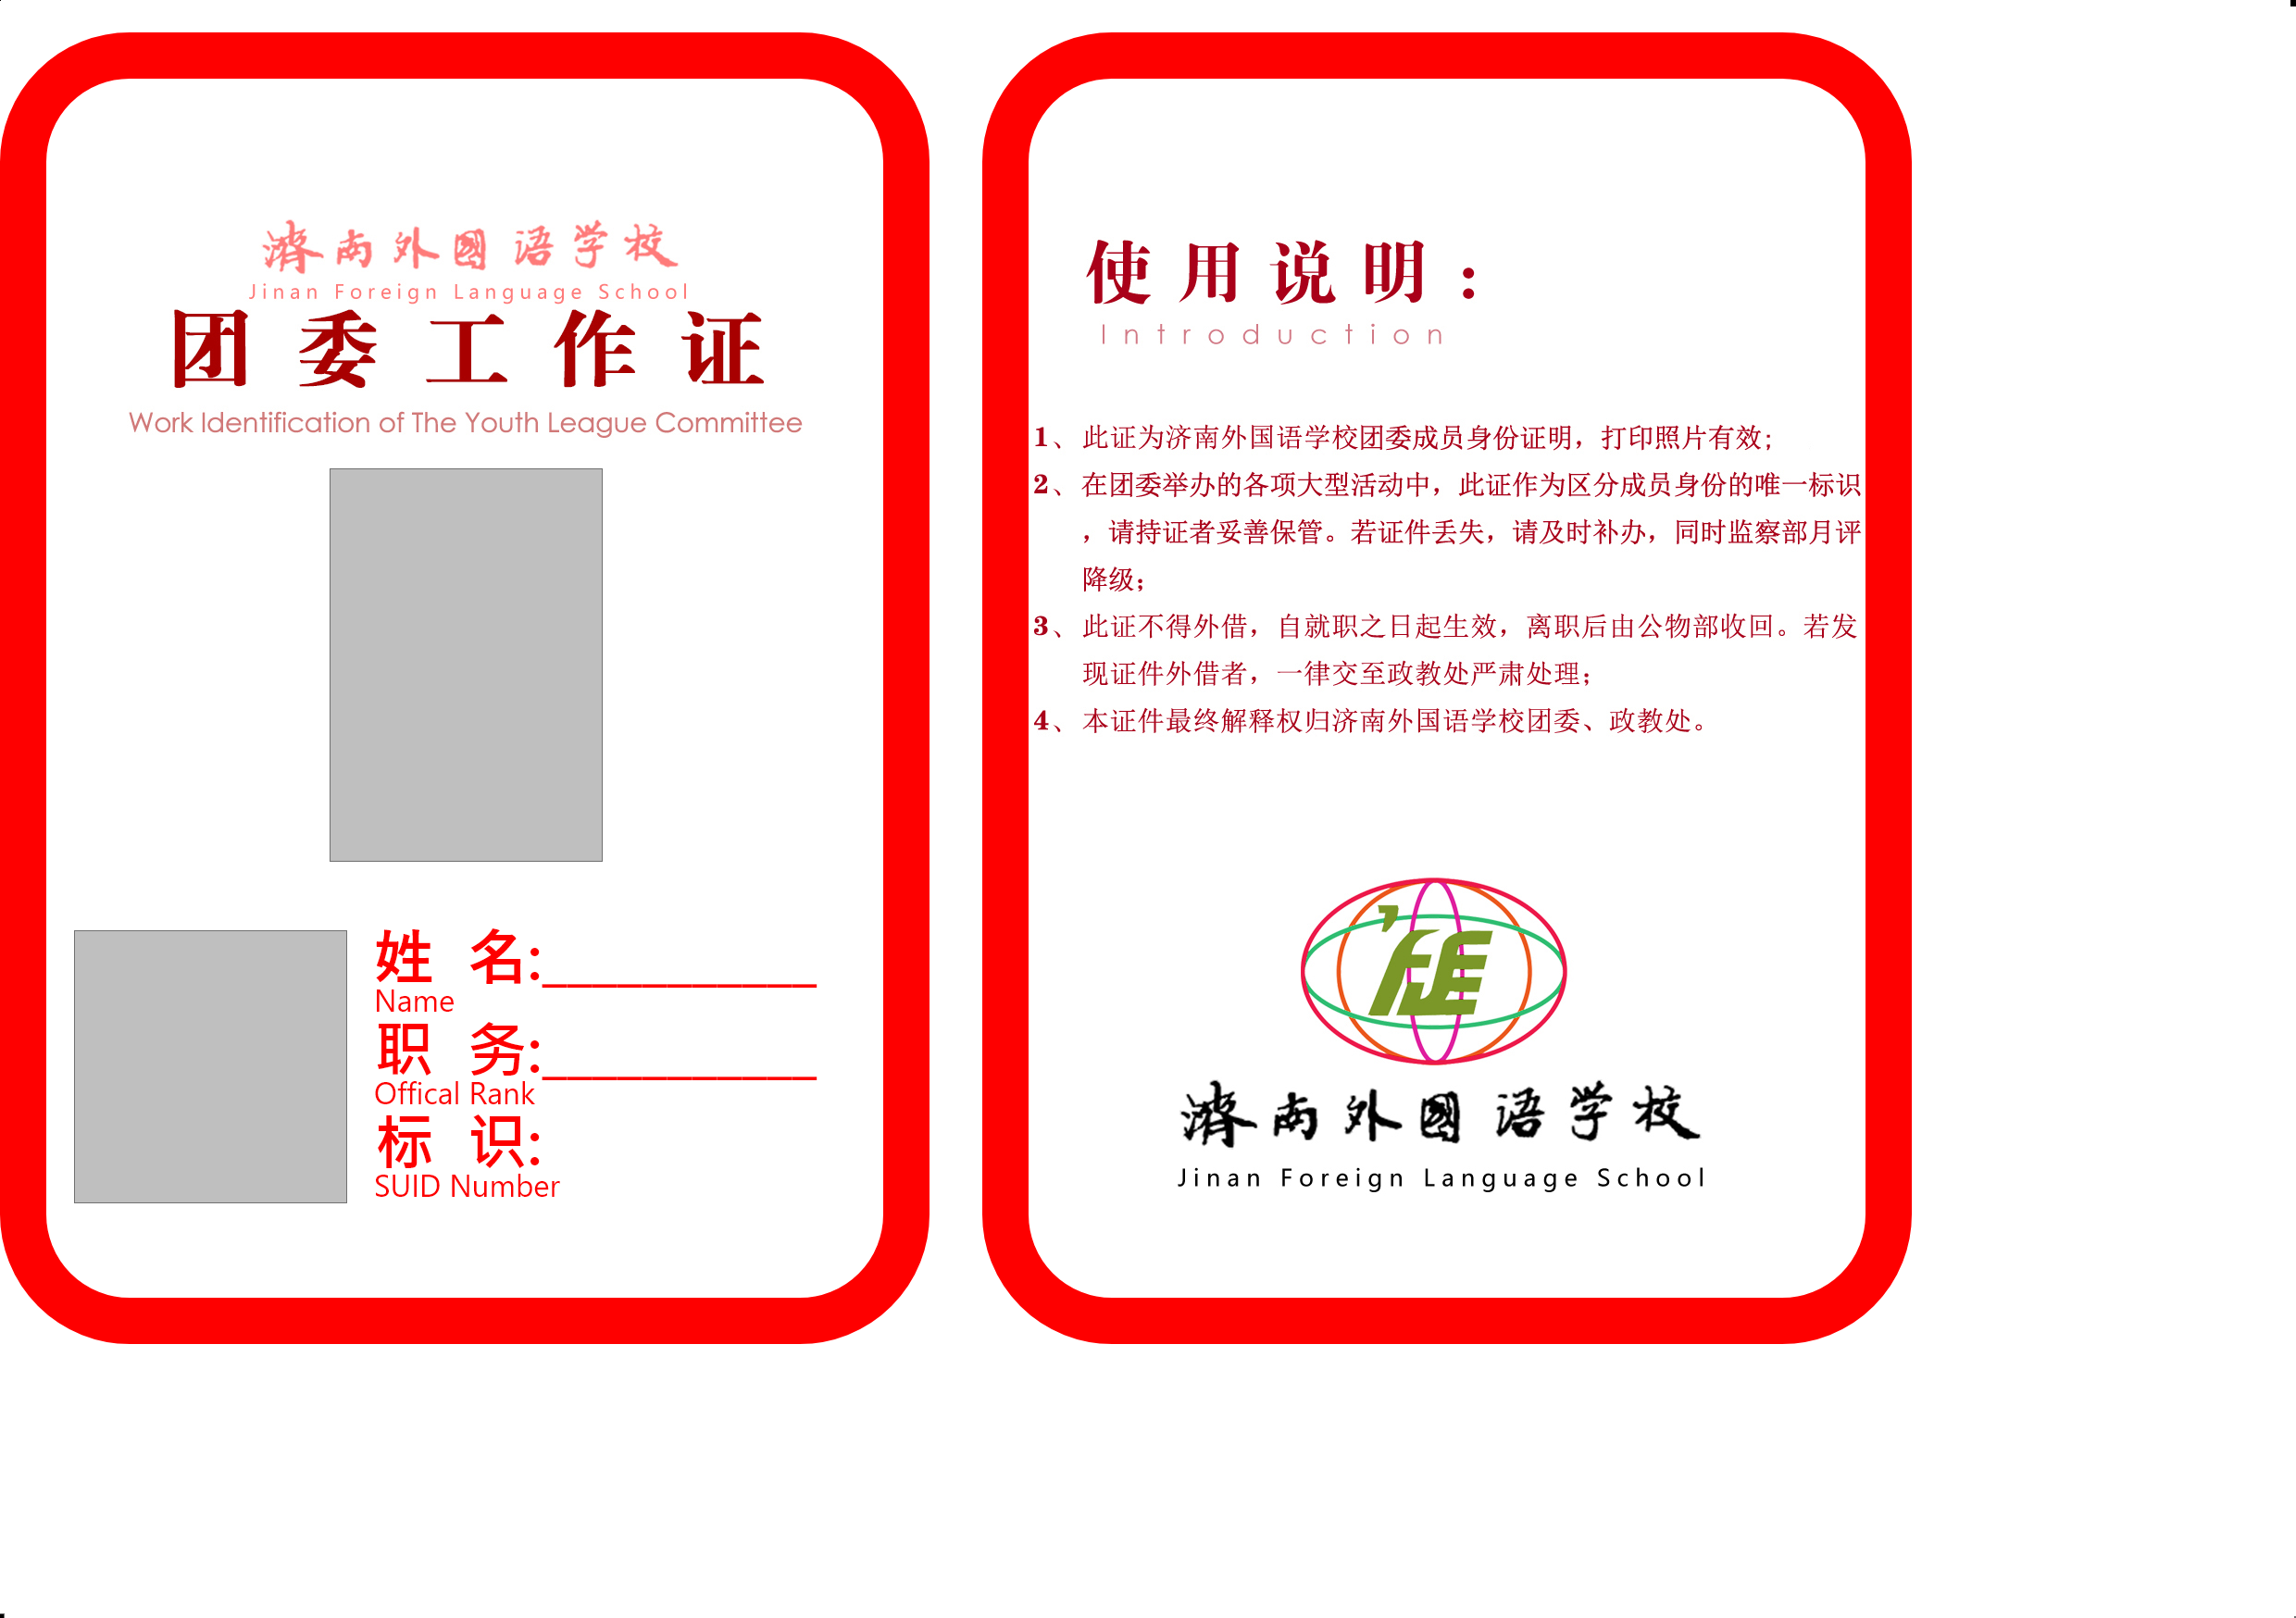 濟南外國语学校
Jinan Foreign Language School
团委工作证
Work Identification of The Youth League Committee
姓 名:___________
Name
职 务:___________
Offical Rank
标 识:
SUID Number
使用说明：
Introduction
1、此证为济南外国语学校团委成员身份证明，打印照片有效；
2、在团委举办的各项大型活动中，此证作为区分成员身份的唯一标识
，请持证者妥善保管。若证件丢失，请及时补办，同时监察部月评
降级；
3、此证不得外借，自就职之日起生效，离职后由公物部收回。若发
现证件外借者，一律交至政教处严肃处理；
4、本证件最终解释权归济南外国语学校团委、政教处。
濟南外國语学校
Jinan Foreign Language School